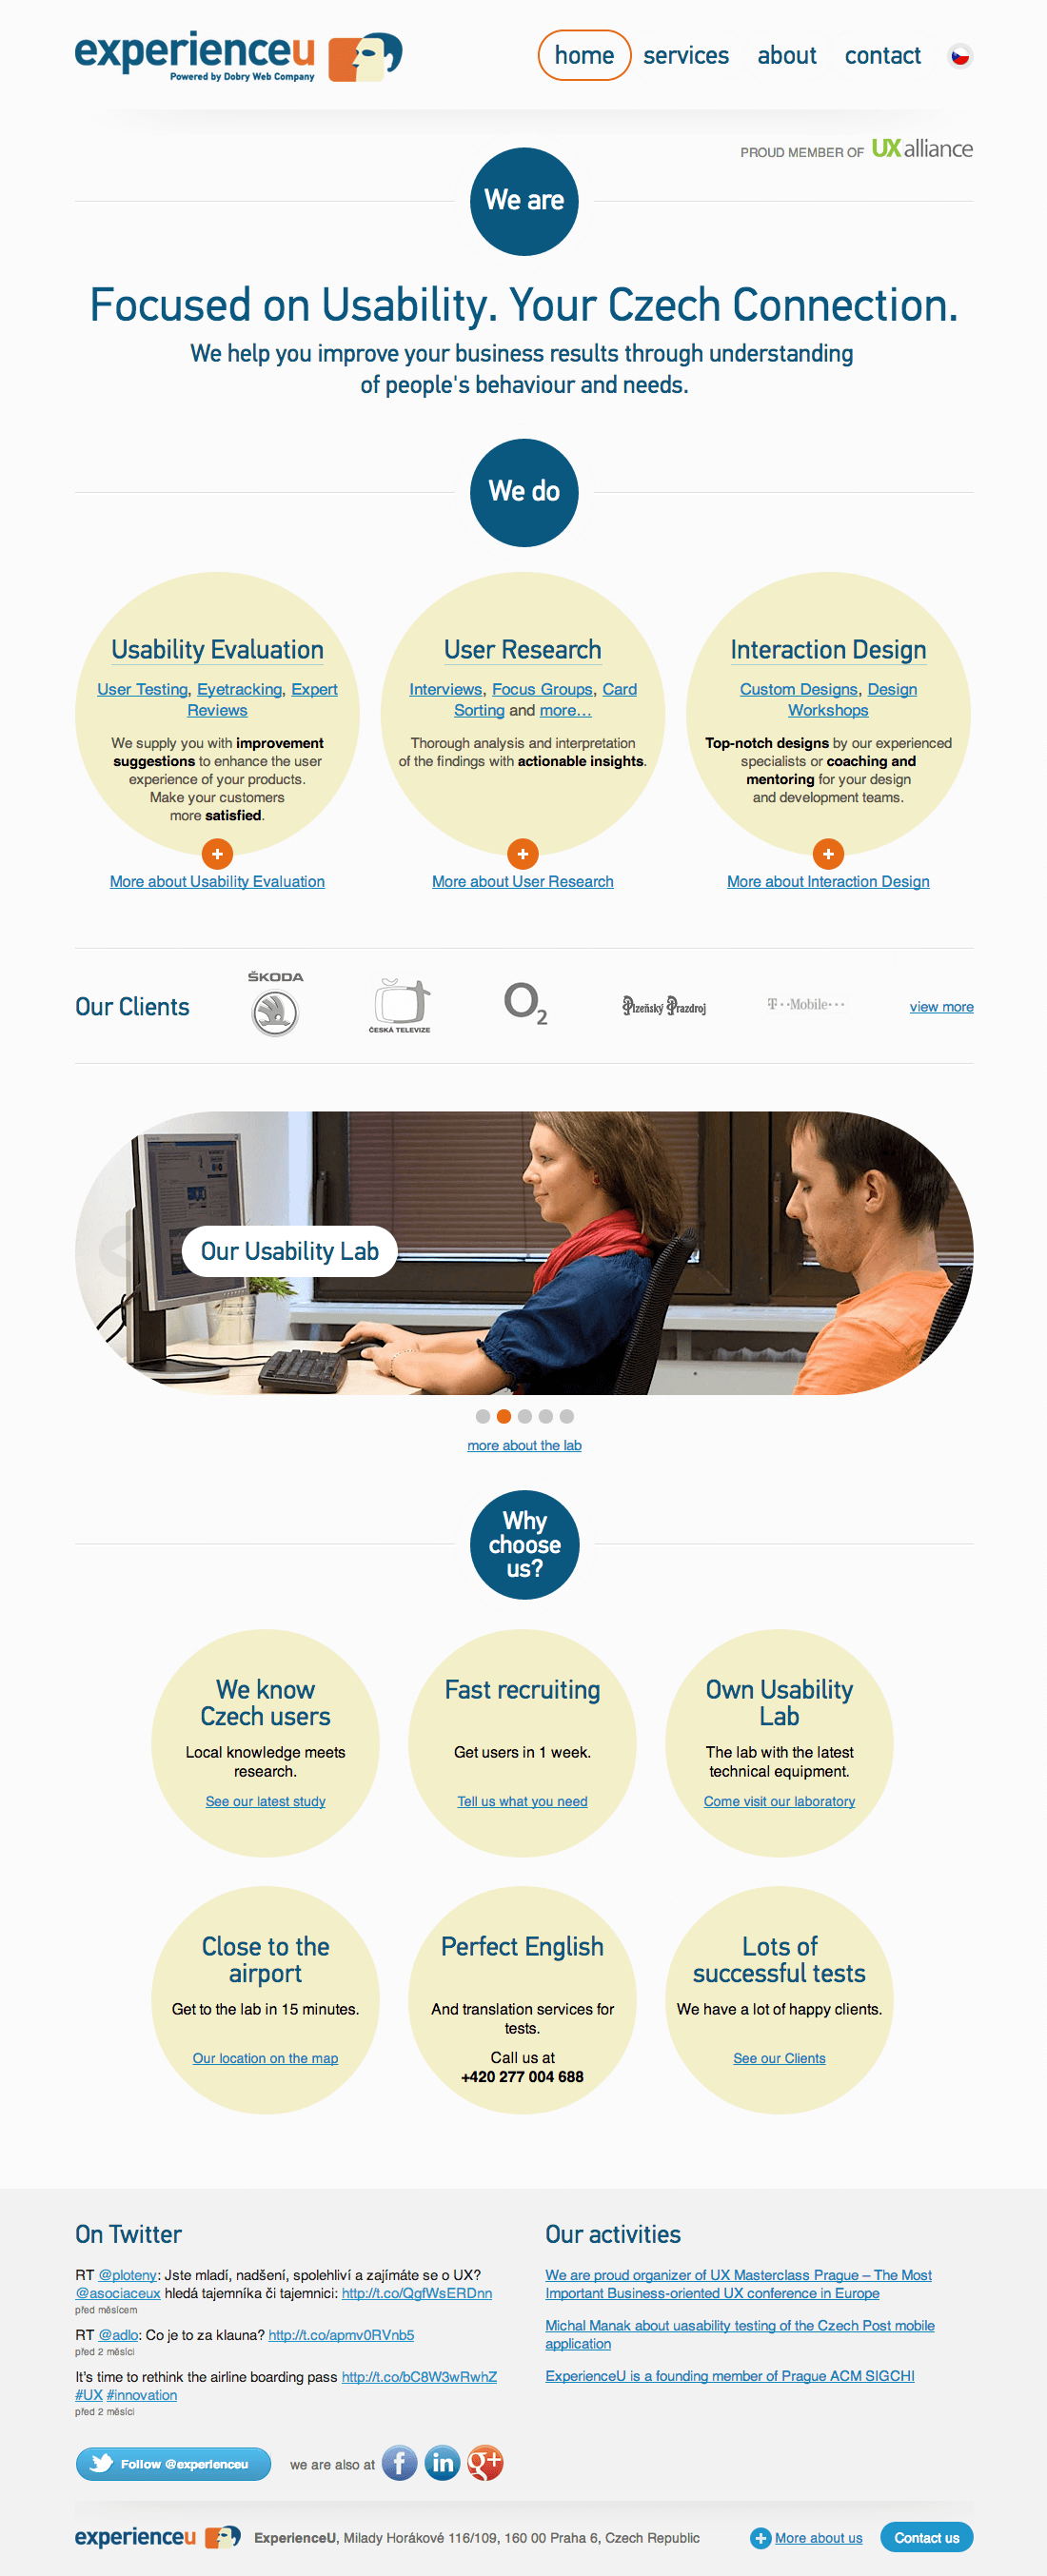 experienceu
Powered by Dobry Web Company
home services about contact
PROUD MEMBER OF UXalliance
We are
Focused on Usability. Your Czech Connection.
We help you improve your business results through understanding
of people's behaviour and needs.
We do
Usability Evaluation
User Testing, Eyetracking, Expert
Reviews
We supply you with improvement
suggestions to enhance the user
experience of your products.
Make your customers
more satisfied.
More about Usability Evaluation
User Research
Interviews, Focus Groups, Card
Sorting and more...
Thorough analysis and interpretation
of the findings with actionable insights.
More about User Research
Interaction Design
Custom Designs, Design
Workshops
Top-notch designs by our experienced
specialists or coaching and
mentoring for your design
and development teams.
More about Interaction Design
Our Clients
ŠKODA
ČESKÁ TELEVIZE
O2
Plzeňský Prazdroj
T··Mobile···
view more
Our Usability Lab
more about the lab
Why
choose
us?
We know
Czech users
Local knowledge meets
research.
See our latest study
Fast recruiting
Get users in 1 week.
Tell us what you need
Own Usability
Lab
The lab with the latest
technical equipment.
Come visit our laboratory
Close to the
airport
Get to the lab in 15 minutes.
Our location on the map
Perfect English
And translation services for
tests.
Call us at
+420 277 004 688
Lots of
successful tests
We have a lot of happy clients.
See our Clients
On Twitter
RT @ploteny: Jste mladí, nadšení, spolehliví a zajímáte se o UX?
@asociaceux hledá tajemníka či tajemnici: http://t.co/QgfWsERDnn
před měsícem
RT @adlo: Co je to za klauna? http://t.co/apmv0RVnb5
před 2 měsíci
It's time to rethink the airline boarding pass http://t.co/bC8W3wRwhZ
#UX #innovation
před 2 měsíci
Follow @experienceu
we are also at
Our activities
We are proud organizer of UX Masterclass Prague – The Most
Important Business-oriented UX conference in Europe
Michal Manak about uasability testing of the Czech Post mobile
application
ExperienceU is a founding member of Prague ACM SIGCHI
experienceu
ExperienceU, Milady Horákové 116/109, 160 00 Praha 6, Czech Republic
More about us
Contact us